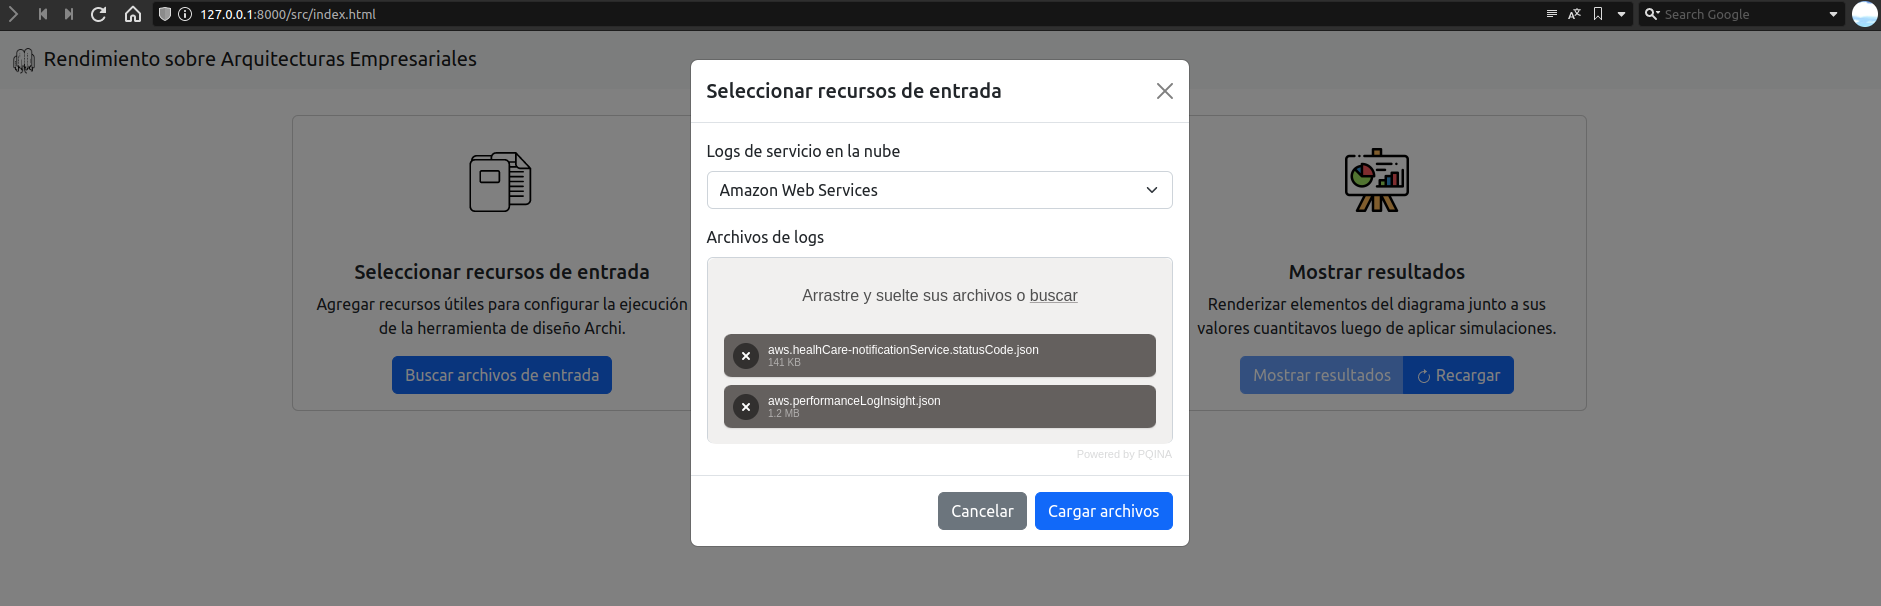 127.0.0.1:8000/src/index.html
Search Google
Rendimiento sobre Arquitecturas Empresariales
Seleccionar recursos de entrada
Agregar recursos útiles para configurar la ejecución
de la herramienta de diseño Archi.
Buscar archivos de entrada
Seleccionar recursos de entrada
Logs de servicio en la nube
Amazon Web Services
Archivos de logs
Arrastre y suelte sus archivos o buscar
aws.healhCare-notificationService.statusCode.json
141 KB
aws.performanceLogInsight.json
1.2 MB
Powered by PQINA
Cancelar
Cargar archivos
Mostrar resultados
Renderizar elementos del diagrama junto a sus
valores cuantitavos luego de aplicar simulaciones.
Mostrar resultados
Recargar